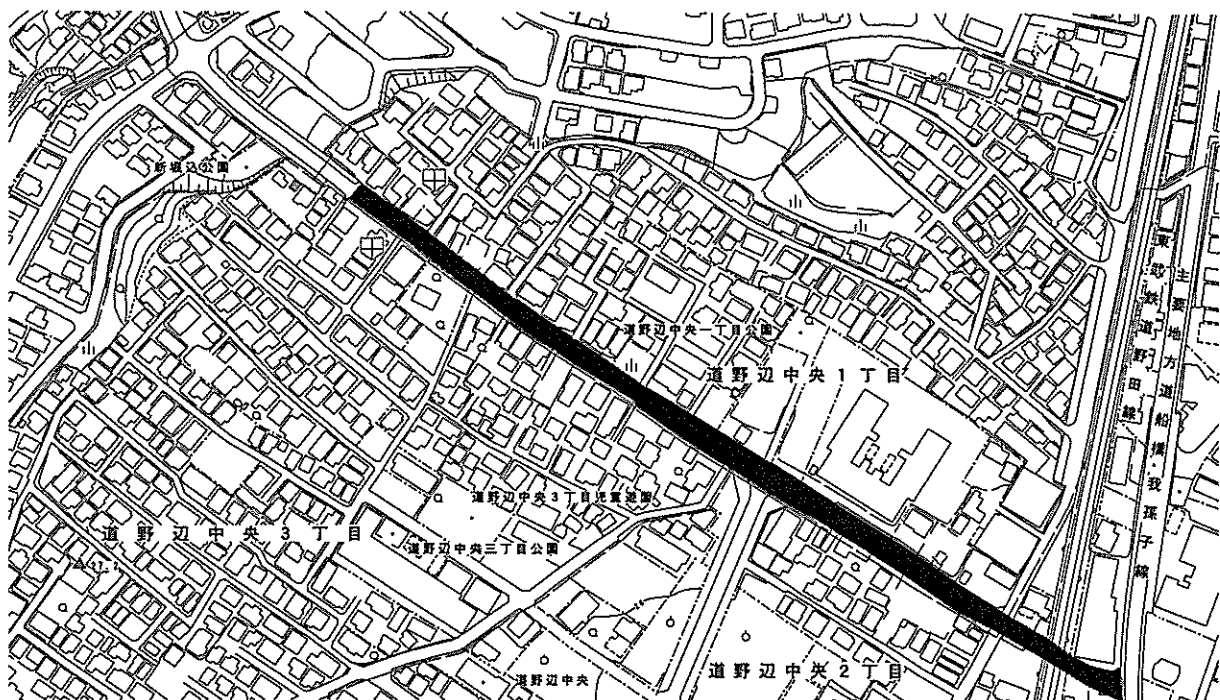 新堀込公園
道野辺中央一丁目公園
道野辺中央1丁目
東武鉄道野田線
主要地方道船橋・我孫子線
道野辺中央3丁目児童遊園
道野辺中央3丁目
道野辺中央三丁目公園
道野辺中央2丁目
道野辺中央